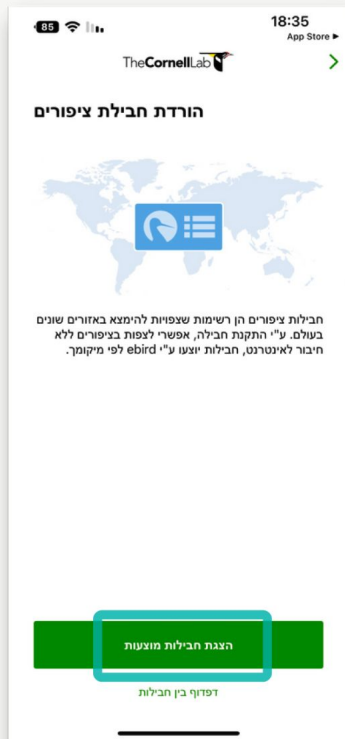 18:35
85
App Store
TheCornellLab
הורדת חבילת ציפורים
חבילות ציפורים הן רשימות שצפויות להימצא באזורים שונים
בעולם. ע"י התקנת חבילה, אפשרי לצפות בציפורים ללא
חיבור לאינטרנט, חבילות יוצעו ע"י ebird לפי מיקומך.
הצגת חבילות מוצעות
דפדוף בין חבילות